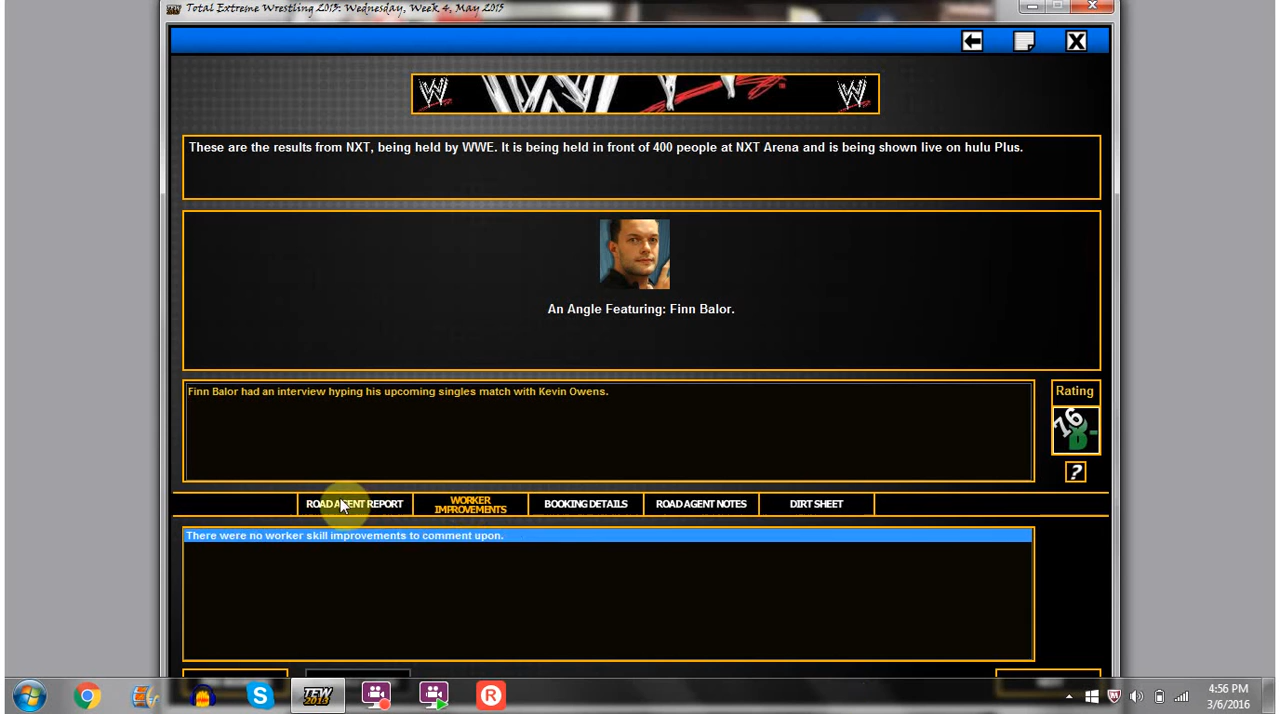 Total Extreme Wrestling 2013: Wednesday, Week 4, May 2015
These are the results from NXT, being held by WWE. It is being held in front of 400 people at NXT Arena and is being shown live on hulu Plus.
An Angle Featuring: Finn Balor.
Finn Balor had an interview hyping his upcoming singles match with Kevin Owens.
Rating
76
B-
?
ROAD AGENT REPORT
WORKER
IMPROVEMENTS
BOOKING DETAILS
ROAD AGENT NOTES
DIRT SHEET
There were no worker skill improvements to comment upon.
TEW
2013
4:56 PM
3/6/2016